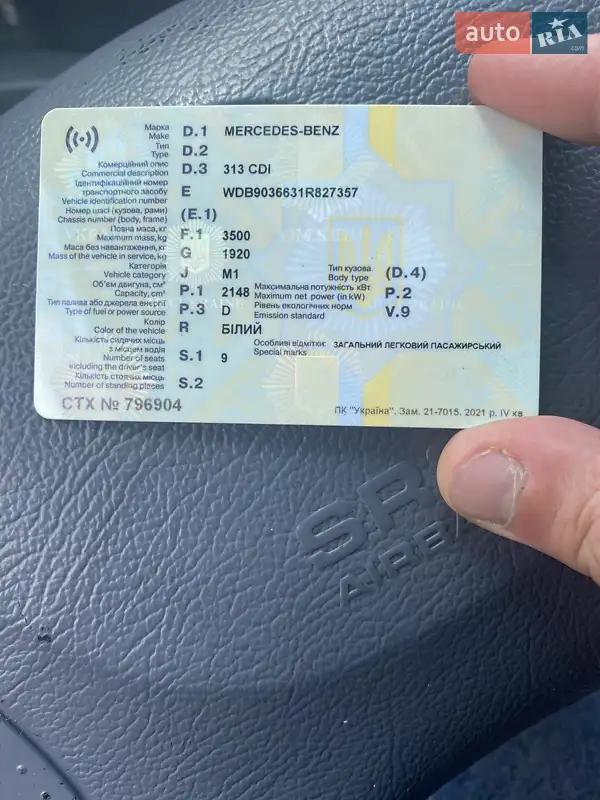 auto RIA.com
Марка D.1 MERCEDES-BENZ
Make
Тип D.2
Type
Комерційний опис D.3 313 CDI
Commercial description
Ідентифікаційний номер
транспортного засобу E WDB9036631R827357
Vehicle identification number
Номер шасі (кузова, рами) (E.1)
Chassis number (body, frame)
Повна маса, кг F.1 3500
Maximum mass, kg
Маса без навантаження, кг G 1920
Mass of the vehicle in service, kg
Категорія J M1 Тип кузова (D.4)
Vehicle category Body type
Об'єм двигуна, см³ P.1 2148 Максимальна потужність кВт P.2
Capacity, cm³ Maximum net power (in kW)
Тип палива або джерела енергії P.3 D Рівень екологічних норм V.9
Type of fuel or power source Emission standard
Колір R БІЛИЙ
Color of the vehicle
Кількість сидячих місць Особливі відмітки: ЗАГАЛЬНИЙ ЛЕГКОВИЙ ПАСАЖИРСЬКИЙ
з місцем водія S.1 9 Special marks
Number of seats
including the driver's seat
Кількість стоячих місць S.2
Number of standing places
СТХ № 796904
ПК "Україна". Зам. 21-7015. 2021 р. IV кв
SRS
AIRBA